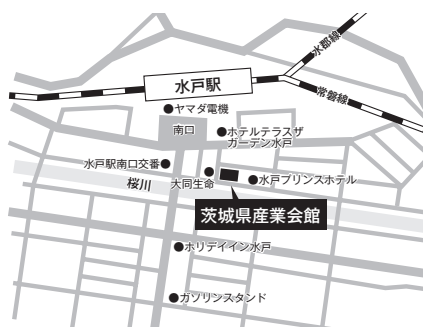 水郡線
水戸駅
常磐線
●ヤマダ電機
南口
●ホテルテラスザ
ガーデン水戸
水戸駅南口交番●
桜川
大同生命
●水戸プリンスホテル
茨城県産業会館
●ホリデイイン水戸
●ガソリンスタンド